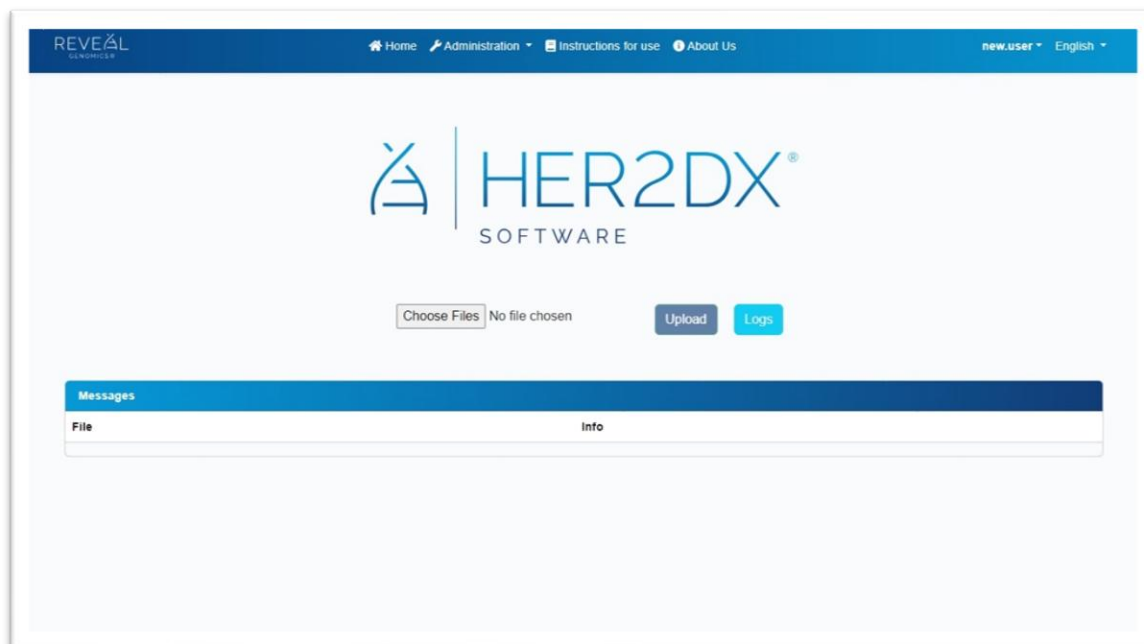 REVEĂL
GENOMICS®
Home Administration Instructions for use About Us new.user English
HER2DX®
SOFTWARE
Choose Files No file chosen Upload Logs
Messages
File Info